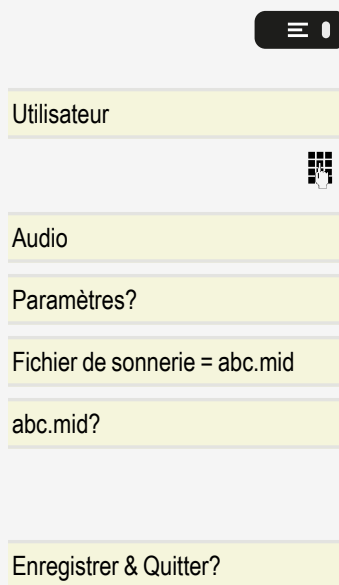 Utilisateur
Audio
Paramètres?
Fichier de sonnerie = abc.mid
abc.mid?
Enregistrer & Quitter?